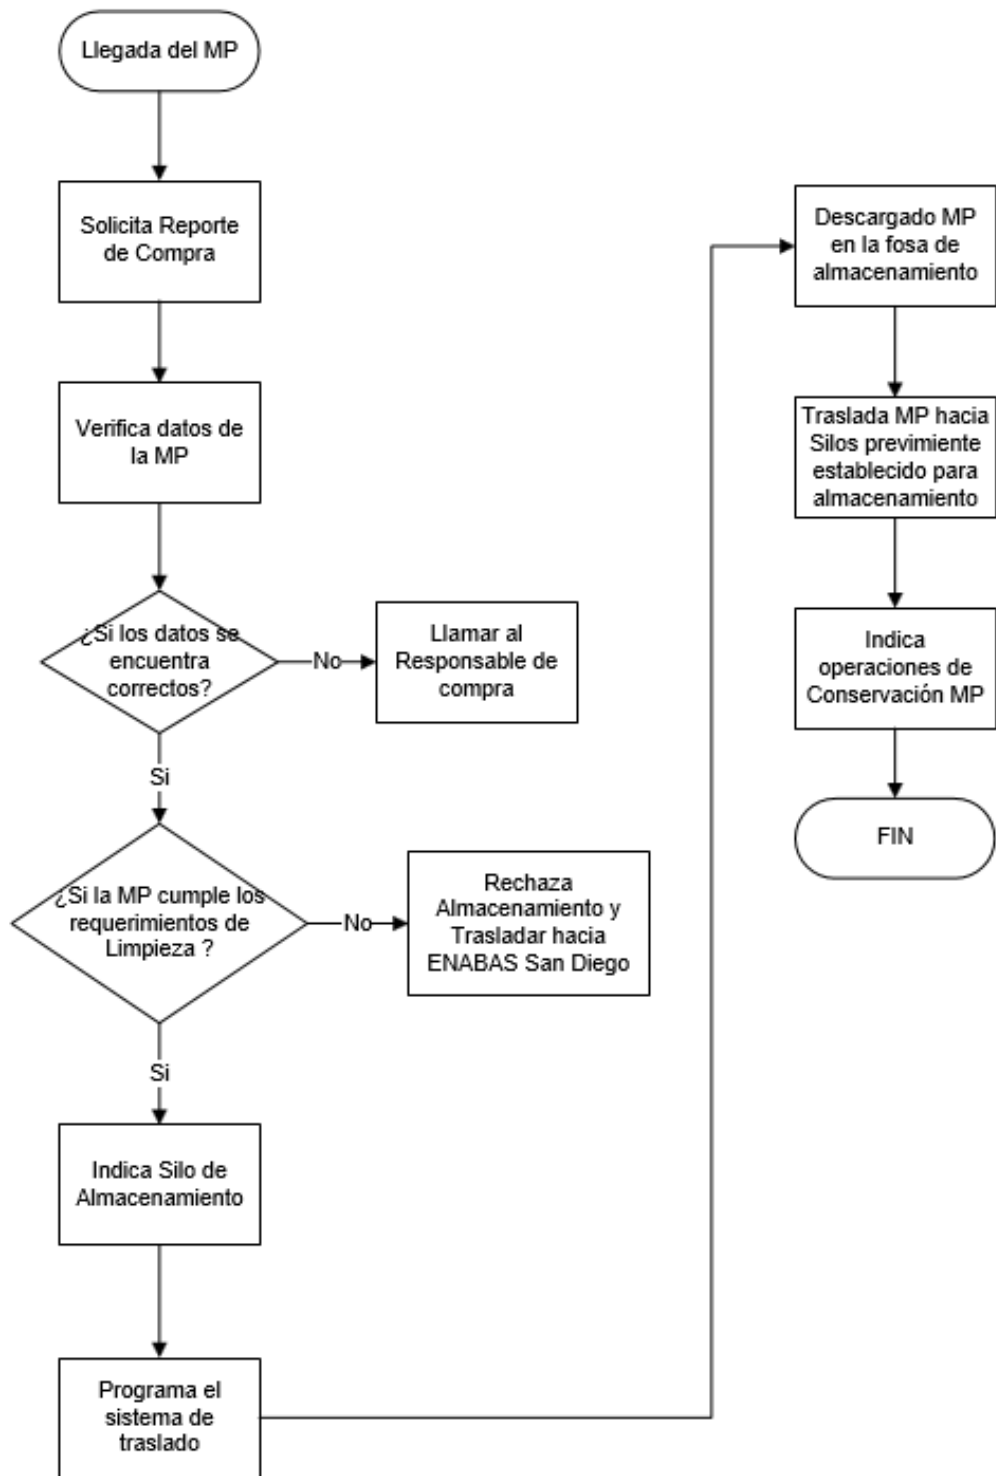 Llegada del MP
Solicita Reporte
de Compra
Verifica datos de
la MP
¿Si los datos se
encuentra
correctos?
No
Llamar al
Responsable de
compra
Si
¿Si la MP cumple los
requerimientos de
Limpieza ?
No
Rechaza
Almacenamiento y
Trasladar hacia
ENABAS San Diego
Si
Indica Silo de
Almacenamiento
Programa el
sistema de
traslado
Descargado MP
en la fosa de
almacenamiento
Traslada MP hacia
Silos previmiente
establecido para
almacenamiento
Indica
operaciones de
Conservación MP
FIN